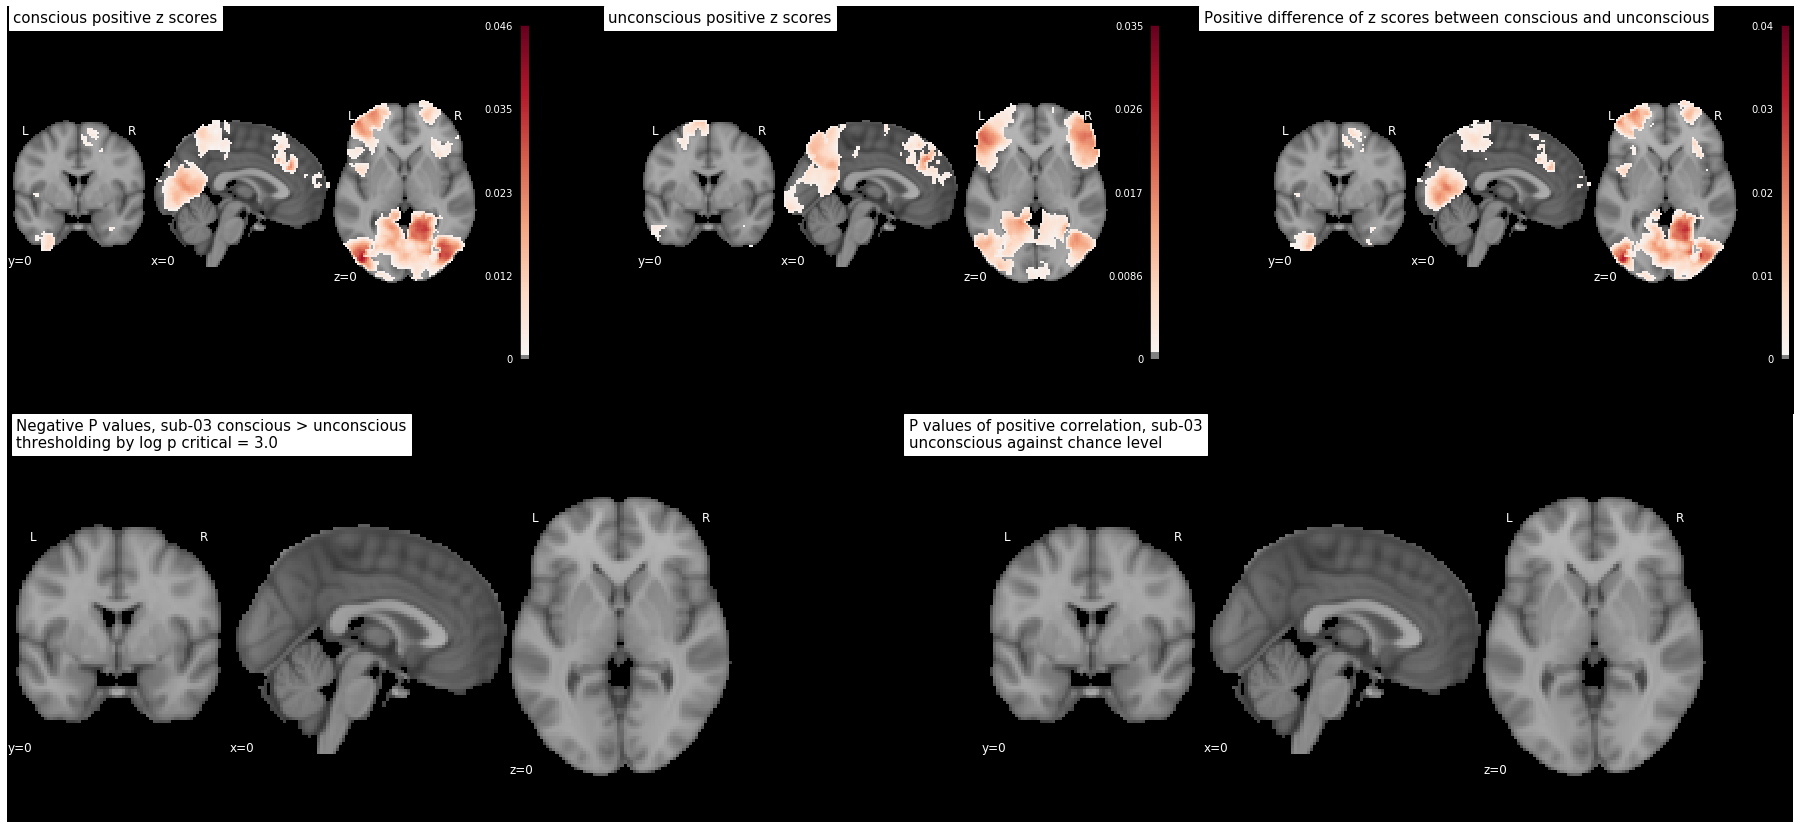 conscious positive z scores
unconscious positive z scores
Positive difference of z scores between conscious and unconscious
0.046
0.035
0.023
0.012
0
L
R
L
R
y=0
x=0
z=0
0.035
0.026
0.017
0.0086
0
L
R
L
R
y=0
x=0
z=0
0.04
0.03
0.02
0.01
0
L
R
L
R
y=0
x=0
z=0
Negative P values, sub-03 conscious > unconscious
thresholding by log p critical = 3.0
L
R
L
R
y=0
x=0
z=0
P values of positive correlation, sub-03
unconscious against chance level
L
R
L
R
y=0
x=0
z=0